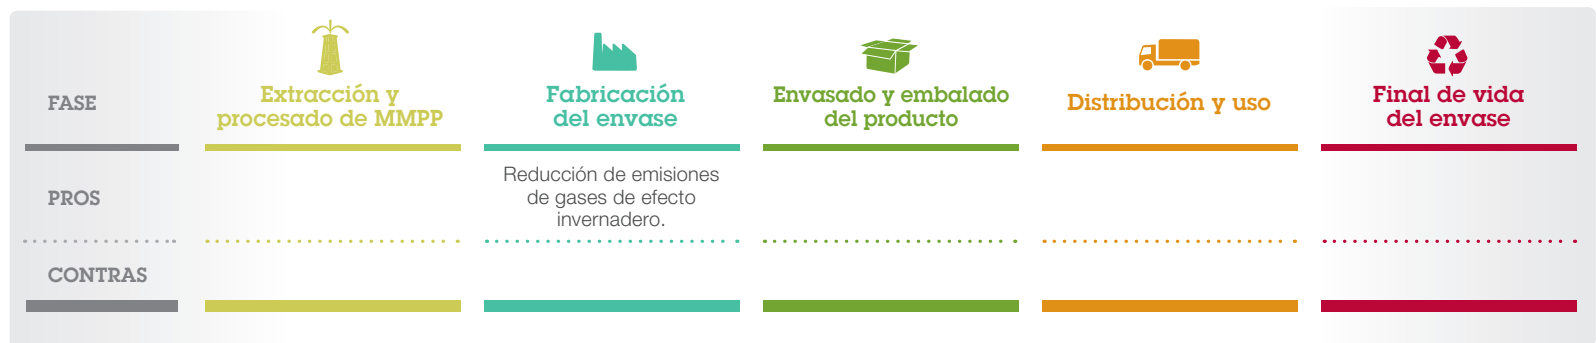 FASE
Extracción y
procesado de MMPP
Fabricación
del envase
Envasado y embalado
del producto
Distribución y uso
Final de vida
del envase
PROS
Reducción de emisiones
de gases de efecto
invernadero.
CONTRAS